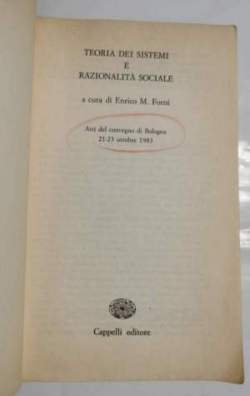 TEORIA DEI SISTEMI
E
RAZIONALITÀ SOCIALE
a cura di Enrico M. Forni
Atti del convegno di Bologna
21-23 ottobre 1983
Cappelli editore